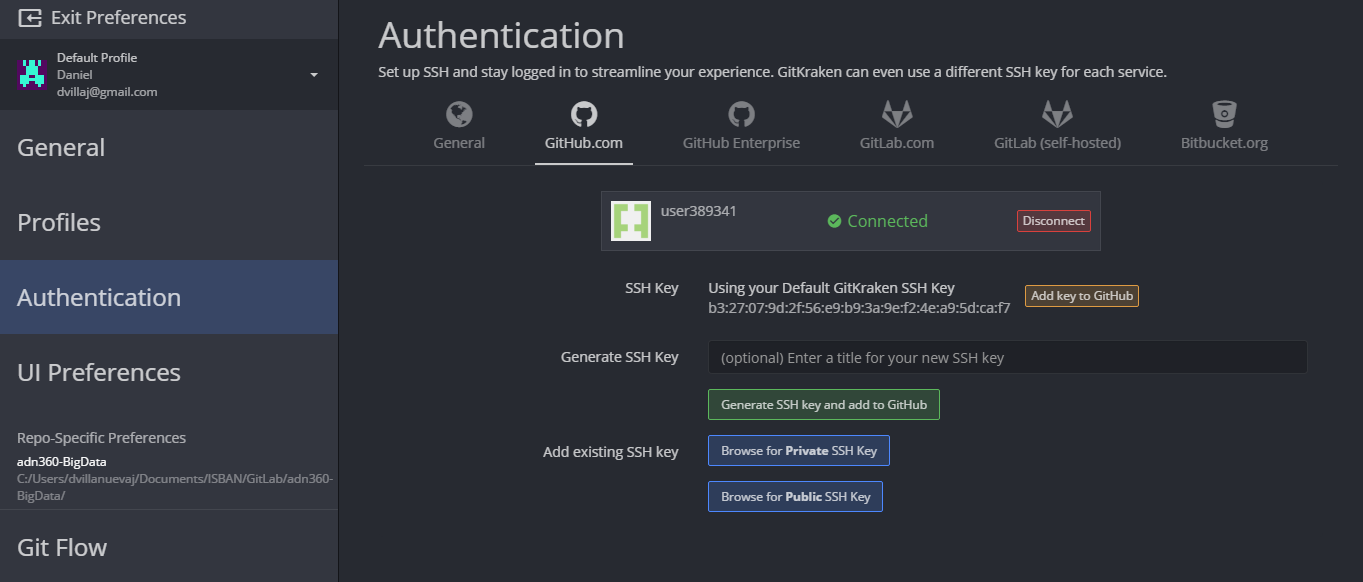 Exit Preferences
Default Profile
Daniel
dvillaj@gmail.com
General
Profiles
Authentication
UI Preferences
Repo-Specific Preferences
adn360-BigData
C:/Users/dvillanuevaj/Documents/ISBAN/GitLab/adn360-
BigData/
Git Flow
Authentication
Set up SSH and stay logged in to streamline your experience. GitKraken can even use a different SSH key for each service.
General
GitHub.com
GitHub Enterprise
GitLab.com
GitLab (self-hosted)
Bitbucket.org
user389341
Connected
Disconnect
SSH Key
Using your Default GitKraken SSH Key
b3:27:07:9d:2f:56:e9:b9:3a:9e:f2:4e:a9:5d:ca:f7
Add key to GitHub
Generate SSH Key
(optional) Enter a title for your new SSH key
Generate SSH key and add to GitHub
Add existing SSH key
Browse for Private SSH Key
Browse for Public SSH Key